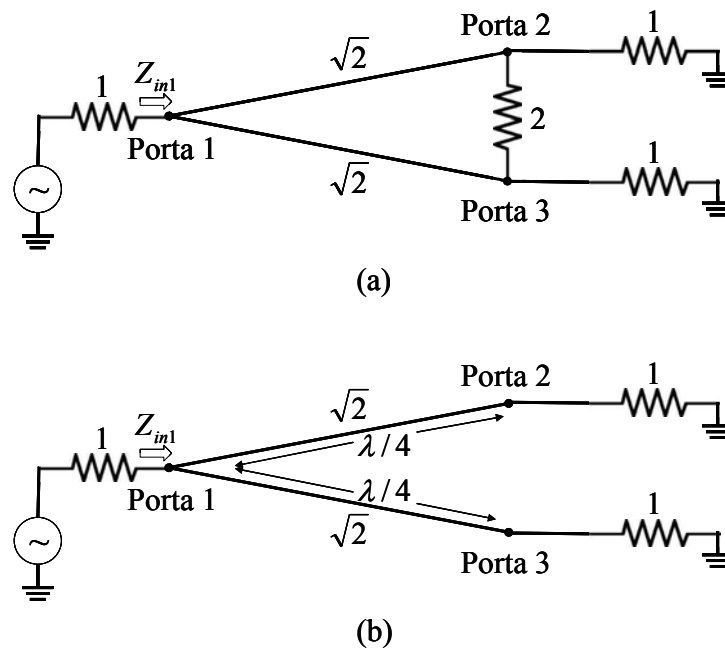 Porta 2
1
√2
1
Z_in1
2
Porta 1
√2
1
Porta 3
~
(a)
Porta 2
1
√2
1
Z_in1
λ/4
Porta 1
λ/4
√2
1
Porta 3
~
(b)